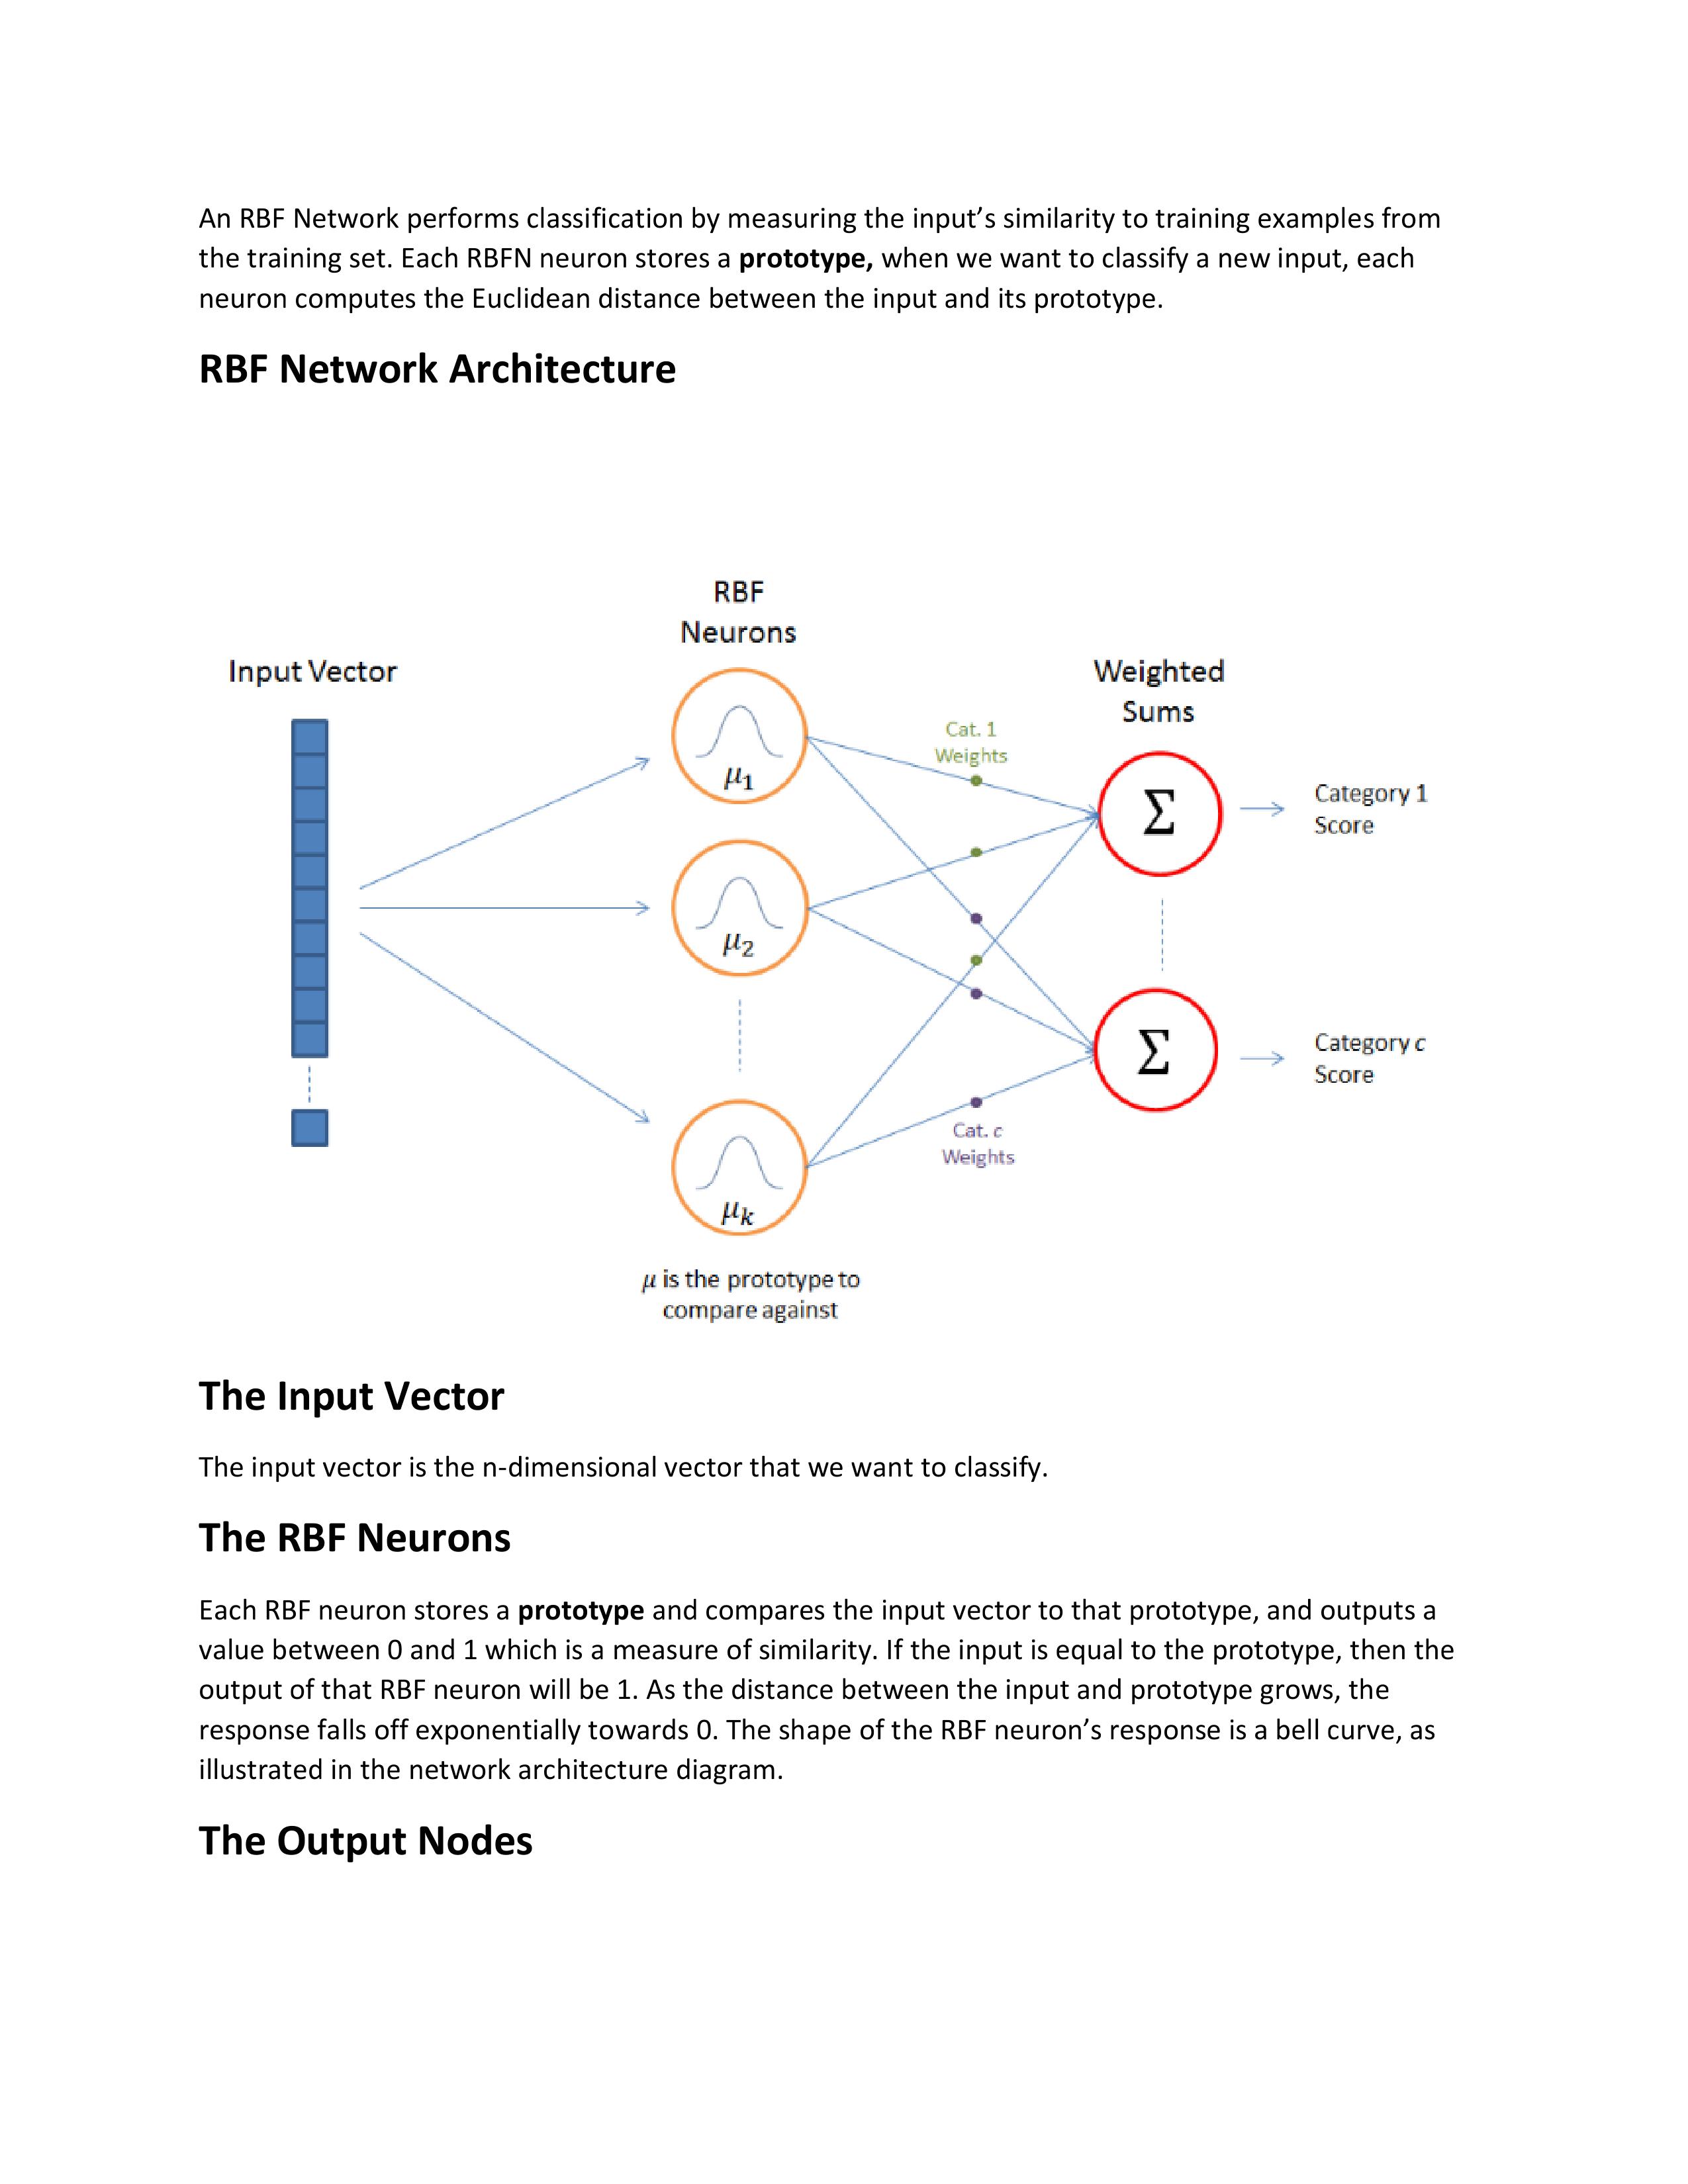 An RBF Network performs classification by measuring the input’s similarity to training examples from
the training set. Each RBFN neuron stores a prototype, when we want to classify a new input, each
neuron computes the Euclidean distance between the input and its prototype.
RBF Network Architecture
RBF
Neurons
Input Vector
Weighted
Sums
Cat. 1
Weights
μ1
Σ
Category 1
Score
μ2
Σ
Category c
Score
Cat. c
Weights
μk
μ is the prototype to
compare against
The Input Vector
The input vector is the n-dimensional vector that we want to classify.
The RBF Neurons
Each RBF neuron stores a prototype and compares the input vector to that prototype, and outputs a
value between 0 and 1 which is a measure of similarity. If the input is equal to the prototype, then the
output of that RBF neuron will be 1. As the distance between the input and prototype grows, the
response falls off exponentially towards 0. The shape of the RBF neuron’s response is a bell curve, as
illustrated in the network architecture diagram.
The Output Nodes